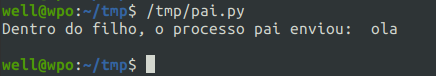 well@wpo:~/tmp$ /tmp/pai.py
Dentro do filho, o processo pai enviou:  ola
well@wpo:~/tmp$